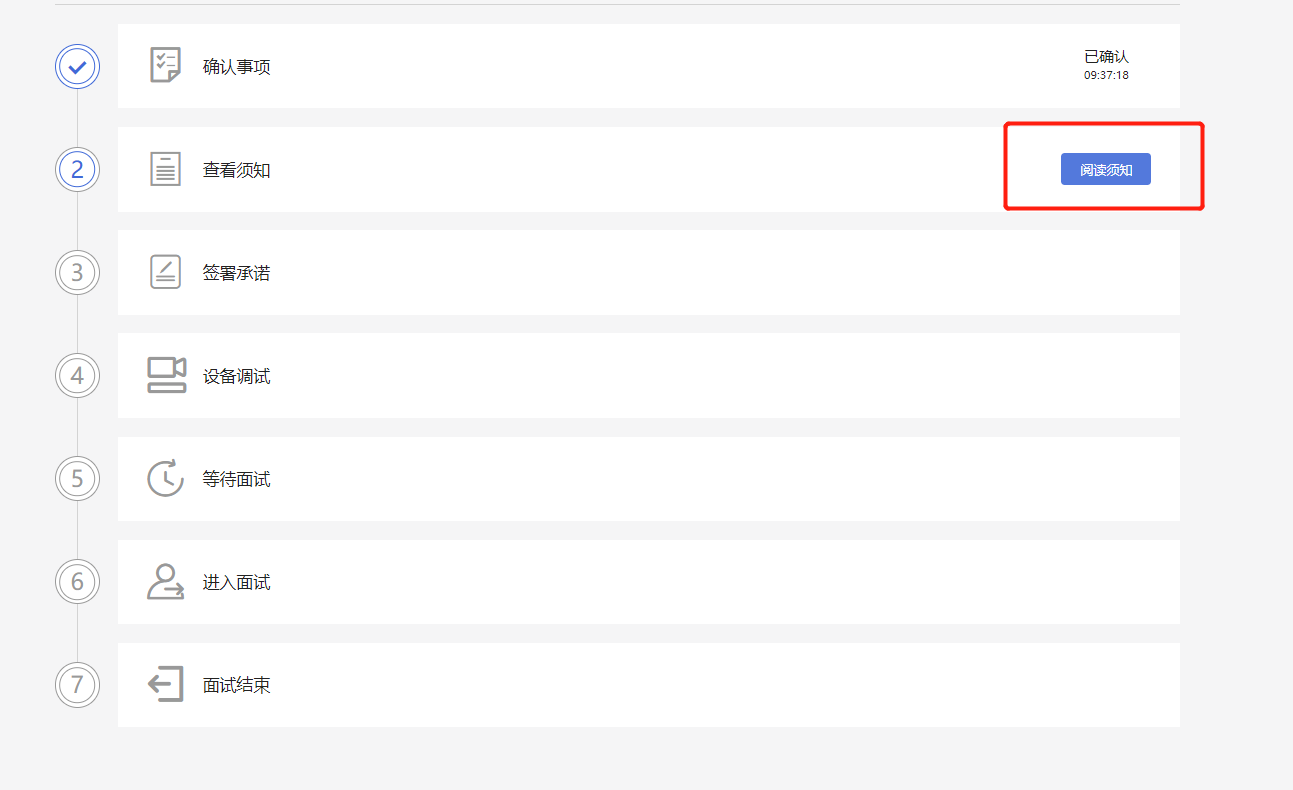 确认事项
已确认
09:37:18
2
查看须知
阅读须知
3
签署承诺
4
设备调试
5
等待面试
6
进入面试
7
面试结束